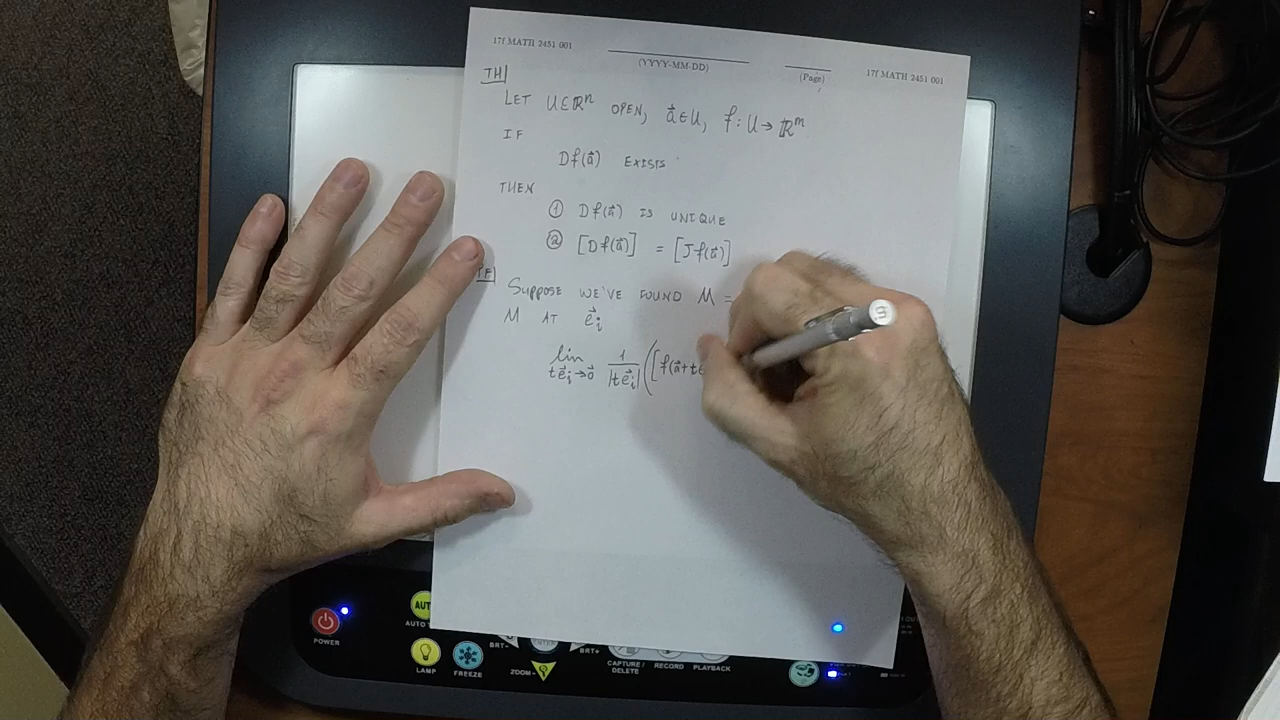 17f MATH 2451 001
(YYYY-MM-DD)
(Page)
17f MATH 2451 001
TH
LET U⊆ℝⁿ OPEN, a⃗∈U, f:U→ℝᵐ
IF
Df(a⃗) EXISTS
THEN
① Df(a⃗) IS UNIQUE
② [Df(a⃗)] = [Jf(a⃗)]
PF
SUPPOSE WE'VE FOUND M =
M AT e⃗ᵢ
lim te⃗ᵢ→0⃗ 1/|te⃗ᵢ| ([f(a⃗+te
POWER
AUTO
LAMP
FREEZE
BRT-
ZOOM-
BRT+
CAPTURE / DELETE
RECORD
PLAYBACK